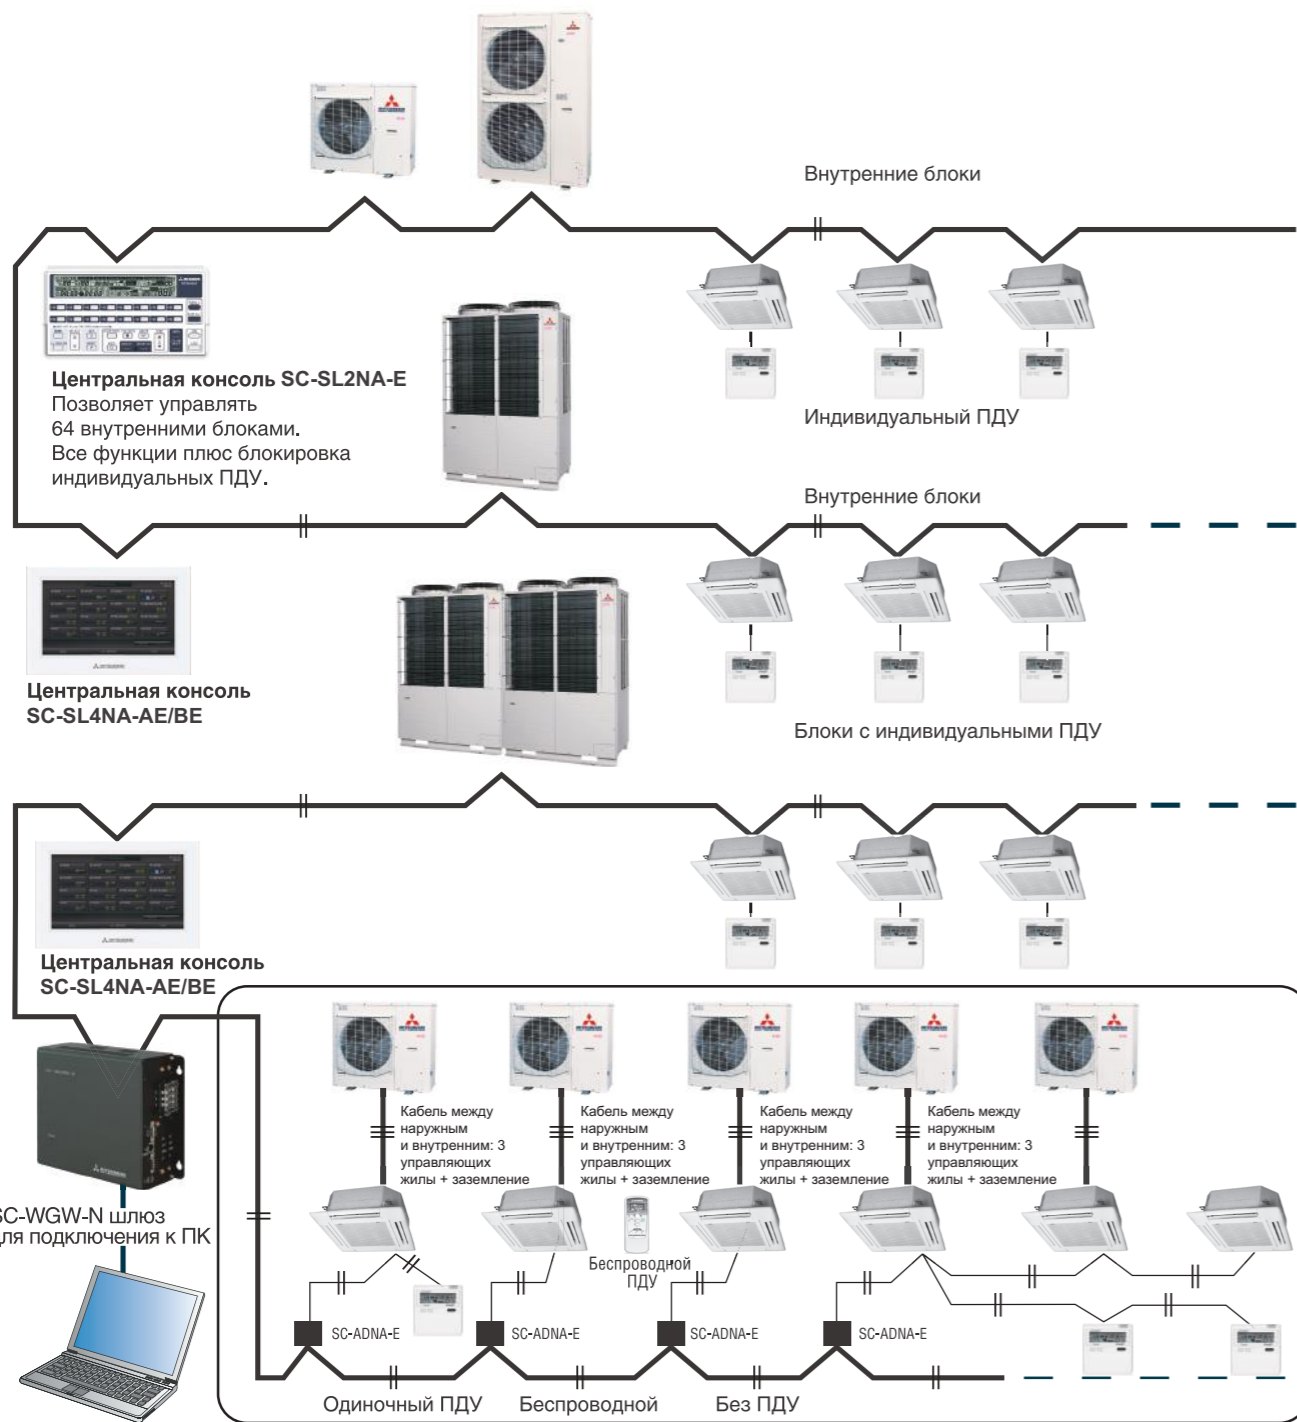 Внутренние блоки
Центральная консоль SC-SL2NA-E
Позволяет управлять
64 внутренними блоками.
Все функции плюс блокировка
индивидуальных ПДУ.
Индивидуальный ПДУ
Внутренние блоки
Центральная консоль
SC-SL4NA-AE/BE
Блоки с индивидуальными ПДУ
Центральная консоль
SC-SL4NA-AE/BE
Кабель между
наружным
и внутренним: 3
управляющих
жилы + заземление
Кабель между
наружным
и внутренним: 3
управляющих
жилы + заземление
Кабель между
наружным
и внутренним: 3
управляющих
жилы + заземление
Кабель между
наружным
и внутренним: 3
управляющих
жилы + заземление
SC-WGW-N шлюз
для подключения к ПК
Беспроводной
ПДУ
SC-ADNA-E
SC-ADNA-E
SC-ADNA-E
SC-ADNA-E
Одиночный ПДУ
Беспроводной
Без ПДУ